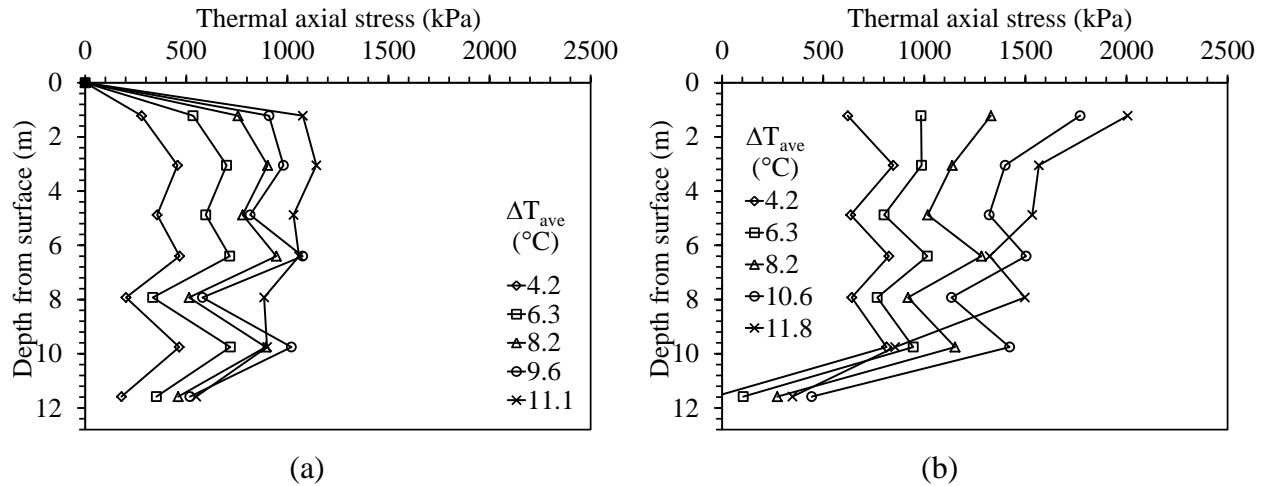 Thermal axial stress (kPa)
0 500 1000 1500 2000 2500
Depth from surface (m)
0
2
4
6
8
10
12
ΔTave
(°C)
4.2
6.3
8.2
9.6
11.1
(a)
Thermal axial stress (kPa)
0 500 1000 1500 2000 2500
Depth from surface (m)
0
2
4
6
8
10
12
ΔTave
(°C)
4.2
6.3
8.2
10.6
11.8
(b)